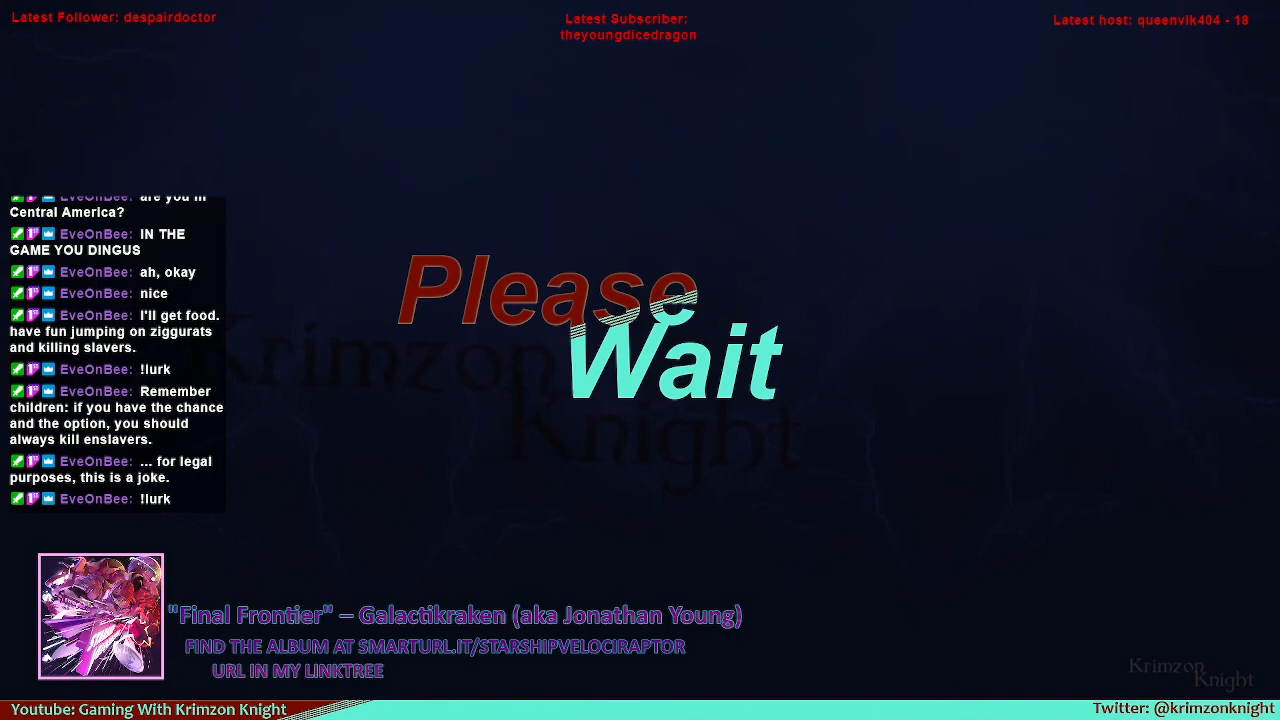 Latest Follower: despairdoctor
Latest Subscriber:
theyoungdicedragon
Latest host: queenvik404 - 18
EveOnBee: are you in
Central America?
EveOnBee: IN THE
GAME YOU DINGUS
EveOnBee: ah, okay
EveOnBee: nice
EveOnBee: I'll get food.
have fun jumping on ziggurats
and killing slavers.
EveOnBee: !lurk
EveOnBee: Remember
children: if you have the chance
and the option, you should
always kill enslavers.
EveOnBee: ... for legal
purposes, this is a joke.
EveOnBee: !lurk
Please
Wait
Krimzon
Knight
"Final Frontier" – Galactikraken (aka Jonathan Young)
FIND THE ALBUM AT SMARTURL.IT/STARSHIPVELOCIRAPTOR
URL IN MY LINKTREE
Krimzon
Knight
Youtube: Gaming With Krimzon Knight
Twitter: @krimzonknight